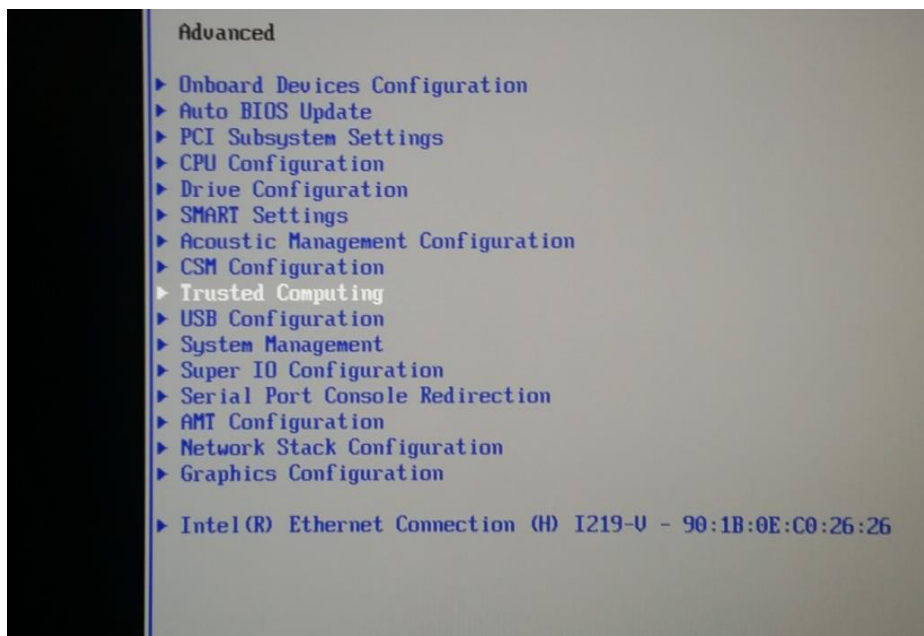 Advanced
▶ Onboard Devices Configuration
▶ Auto BIOS Update
▶ PCI Subsystem Settings
▶ CPU Configuration
▶ Drive Configuration
▶ SMART Settings
▶ Acoustic Management Configuration
▶ CSM Configuration
▶ Trusted Computing
▶ USB Configuration
▶ System Management
▶ Super IO Configuration
▶ Serial Port Console Redirection
▶ AMT Configuration
▶ Network Stack Configuration
▶ Graphics Configuration
▶ Intel(R) Ethernet Connection (H) I219-V - 90:1B:0E:C0:26:26